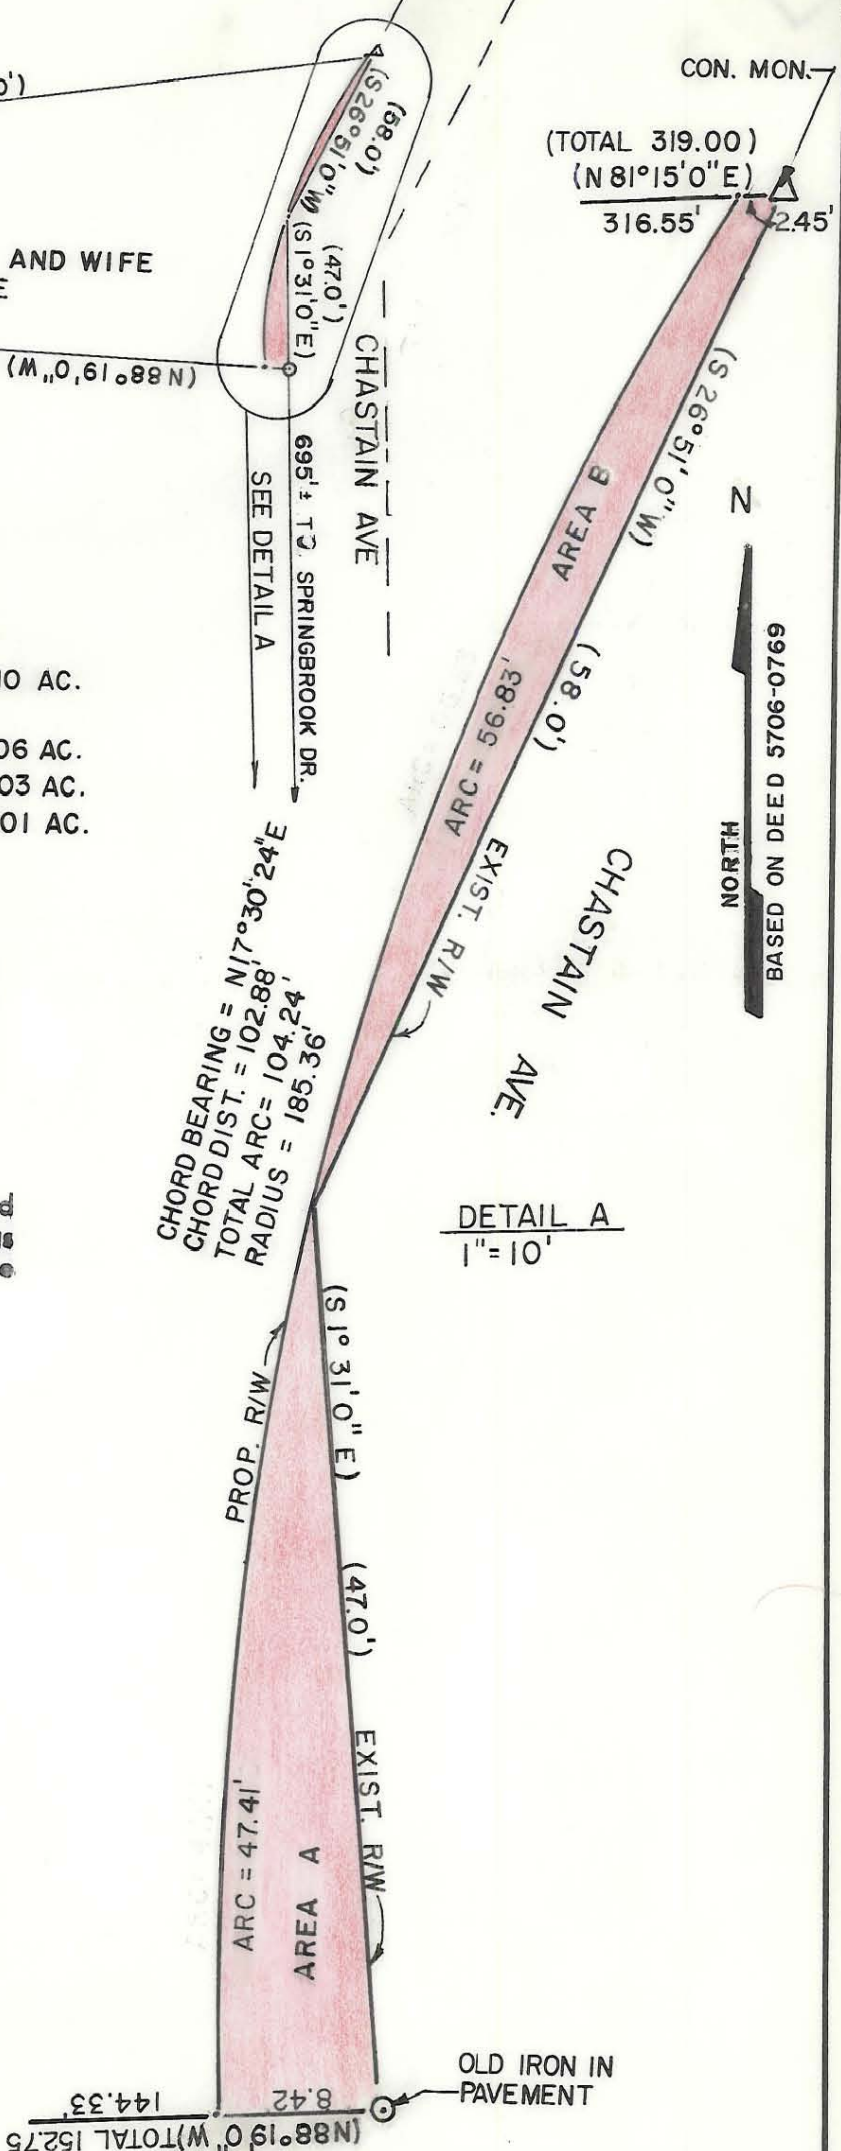 0')
(58.0')
(S 26°51'0" W)
(47.0')
(S 1°31'0" E)
AND WIFE
E
(N 88°19'0" W)
CHASTAIN AVE
695'± TO SPRINGBROOK DR.
SEE DETAIL A
10 AC.
06 AC.
03 AC.
01 AC.
CON. MON.
(TOTAL 319.00)
(N 81°15'0" E)
316.55'
2.45'
(S 26°51'0" W)
AREA B
(58.0')
ARC = 56.83'
EXIST. R/W
CHASTAIN AVE.
N
NORTH
BASED ON DEED 5706-0769
CHORD BEARING = N17°30'24"E
CHORD DIST. = 102.88'
TOTAL ARC = 104.24'
RADIUS = 185.36'
DETAIL A
1"=10'
(S 1° 31' 0" E)
PROP. R/W
(47.0')
EXIST. R/W
ARC = 47.41'
AREA A
OLD IRON IN
PAVEMENT
144.33'
8.42'
(N88°19'0" W) TOTAL 152.75